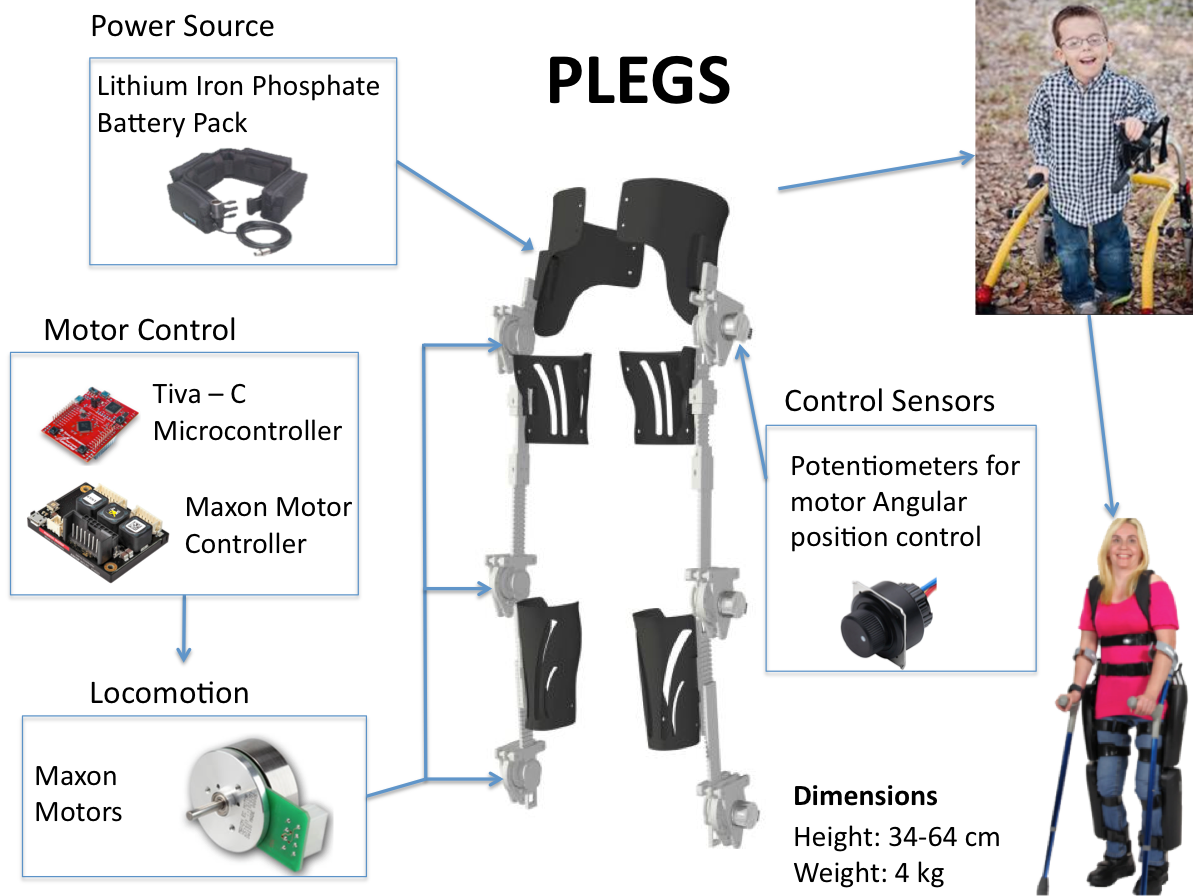 Power Source
Lithium Iron Phosphate
Battery Pack
PLEGS
Motor Control
Tiva – C
Microcontroller
Maxon Motor
Controller
Control Sensors
Potentiometers for
motor Angular
position control
Locomotion
Maxon
Motors
Dimensions
Height: 34-64 cm
Weight: 4 kg